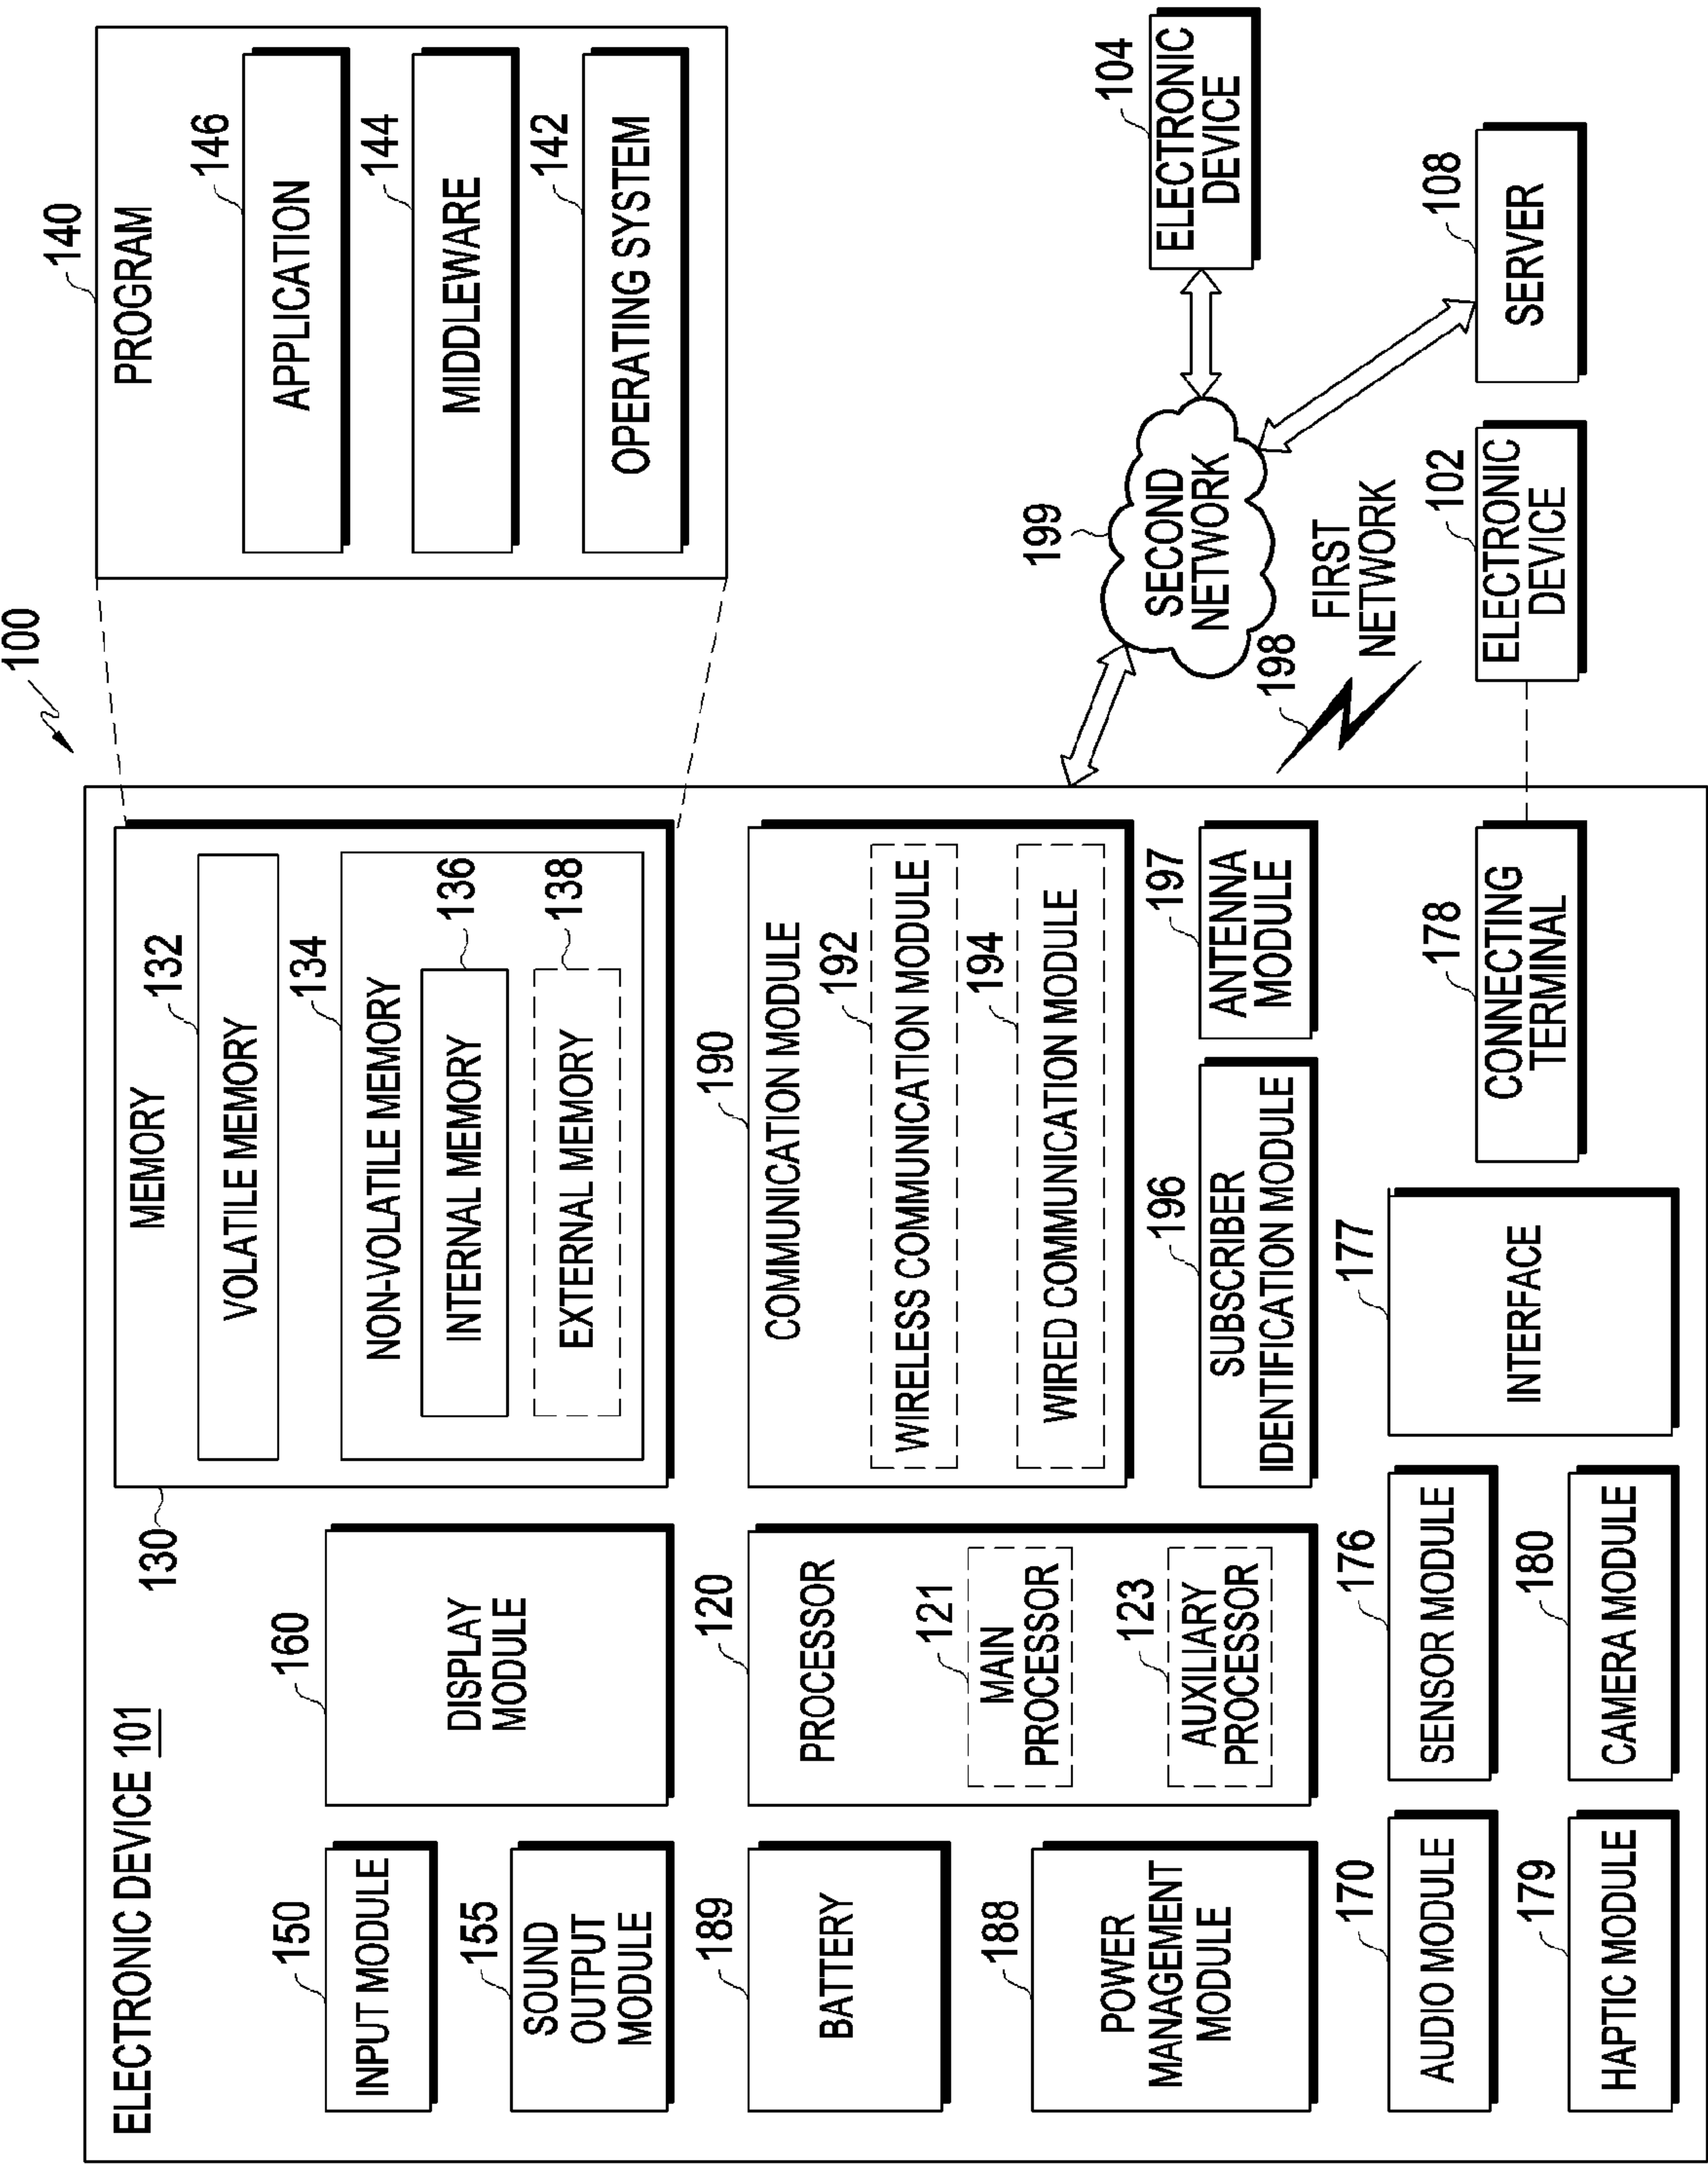 100
ELECTRONIC DEVICE 101
150
INPUT MODULE
155
SOUND
OUTPUT
MODULE
160
DISPLAY
MODULE
130
MEMORY
132
VOLATILE MEMORY
134
NON-VOLATILE MEMORY
136
INTERNAL MEMORY
138
EXTERNAL MEMORY
140
PROGRAM
146
APPLICATION
144
MIDDLEWARE
142
OPERATING SYSTEM
189
BATTERY
188
POWER
MANAGEMENT
MODULE
120
PROCESSOR
121
MAIN
PROCESSOR
123
AUXILIARY
PROCESSOR
190
COMMUNICATION MODULE
192
WIRELESS COMMUNICATION MODULE
194
WIRED COMMUNICATION MODULE
196
SUBSCRIBER
IDENTIFICATION MODULE
197
ANTENNA
MODULE
170
AUDIO MODULE
176
SENSOR MODULE
179
HAPTIC MODULE
180
CAMERA MODULE
177
INTERFACE
178
CONNECTING
TERMINAL
199
SECOND
NETWORK
104
ELECTRONIC
DEVICE
198
FIRST
NETWORK
102
ELECTRONIC
DEVICE
108
SERVER